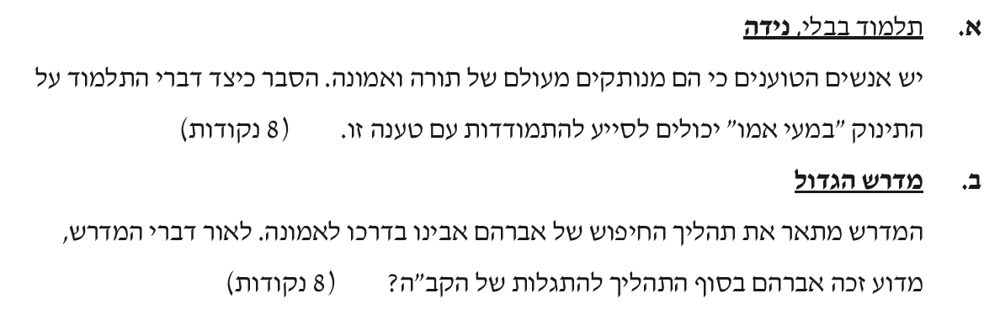 א. תלמוד בבלי, נידה
יש אנשים הטוענים כי הם מנותקים מעולם של תורה ואמונה. הסבר כיצד דברי התלמוד על
התינוק "במעי אמו" יכולים לסייע להתמודדות עם טענה זו. (8 נקודות)
ב. מדרש הגדול
המדרש מתאר את תהליך החיפוש של אברהם אבינו בדרכו לאמונה. לאור דברי המדרש,
מדוע זכה אברהם בסוף התהליך להתגלות של הקב"ה? (8 נקודות)